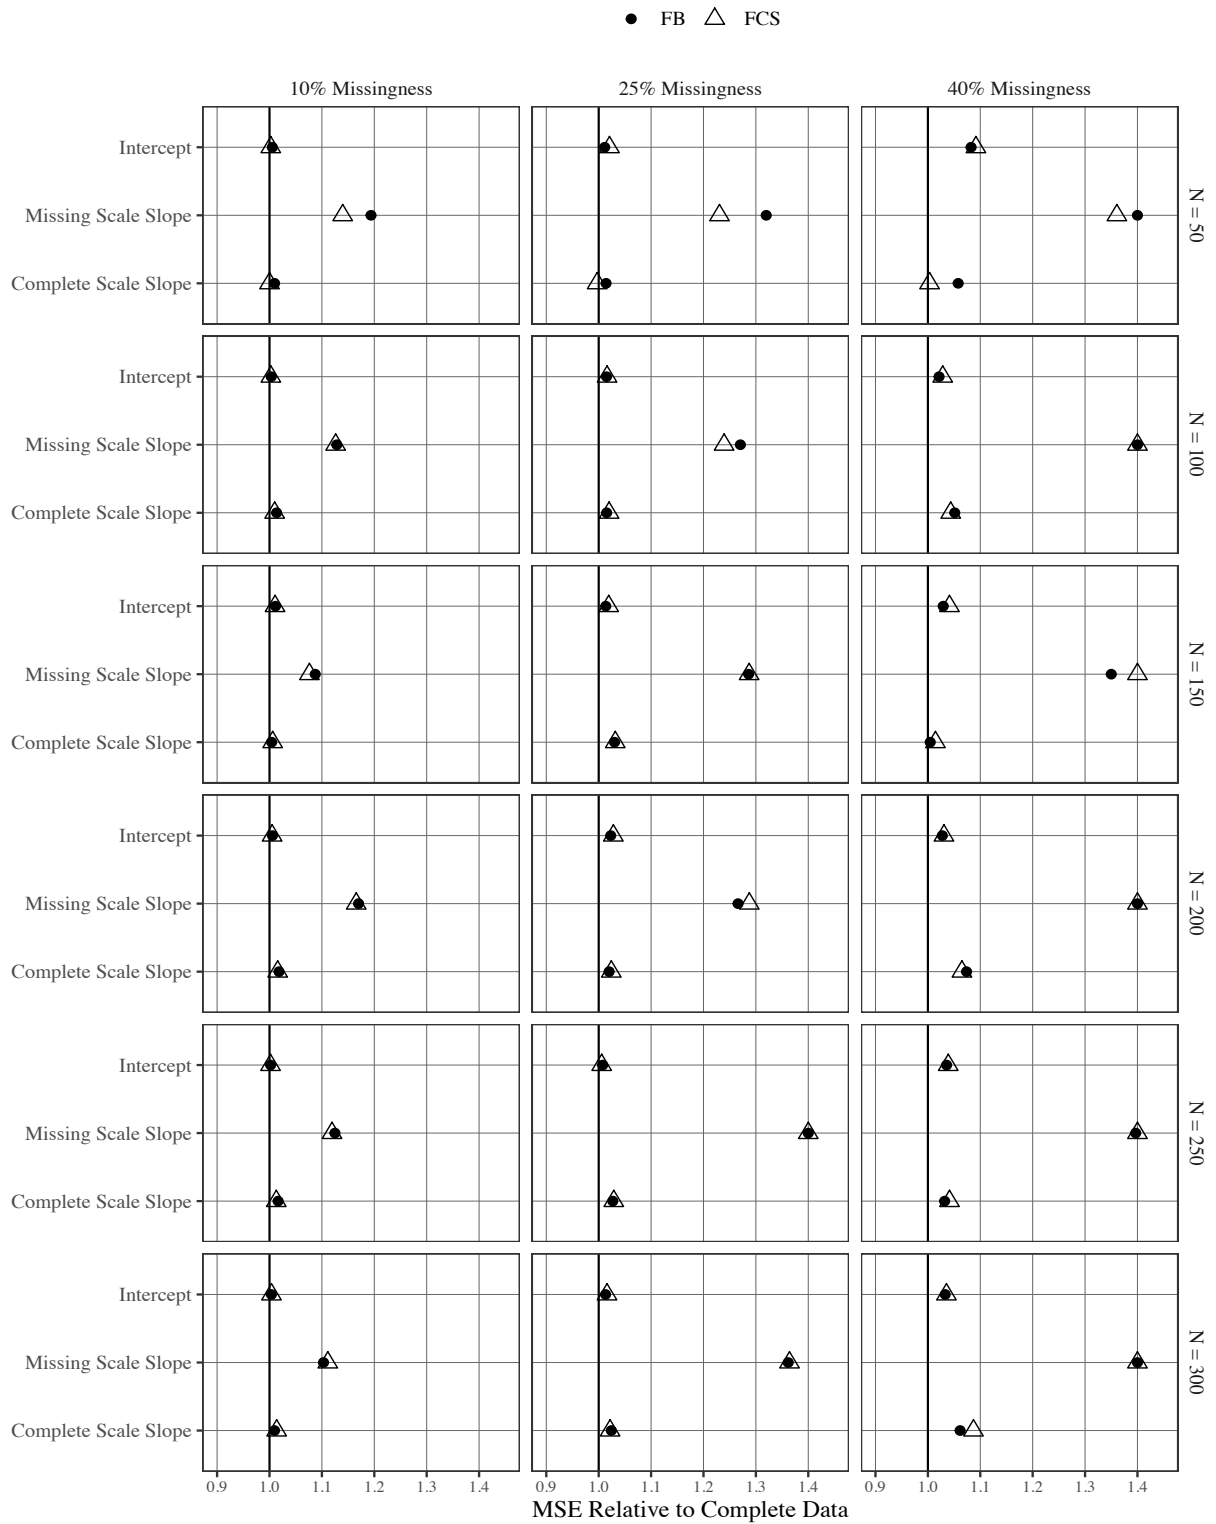 FB FCS
10% Missingness 25% Missingness 40% Missingness
Intercept
Missing Scale Slope
Complete Scale Slope
N = 50
Intercept
Missing Scale Slope
Complete Scale Slope
N = 100
Intercept
Missing Scale Slope
Complete Scale Slope
N = 150
Intercept
Missing Scale Slope
Complete Scale Slope
N = 200
Intercept
Missing Scale Slope
Complete Scale Slope
N = 250
Intercept
Missing Scale Slope
Complete Scale Slope
N = 300
0.9 1.0 1.1 1.2 1.3 1.4 0.9 1.0 1.1 1.2 1.3 1.4 0.9 1.0 1.1 1.2 1.3 1.4
MSE Relative to Complete Data